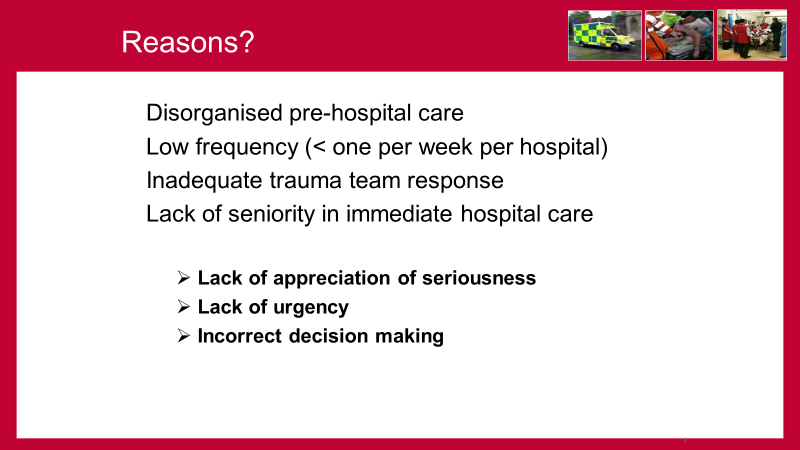 Reasons?
Disorganised pre-hospital care
Low frequency (< one per week per hospital)
Inadequate trauma team response
Lack of seniority in immediate hospital care
➢ Lack of appreciation of seriousness
➢ Lack of urgency
➢ Incorrect decision making